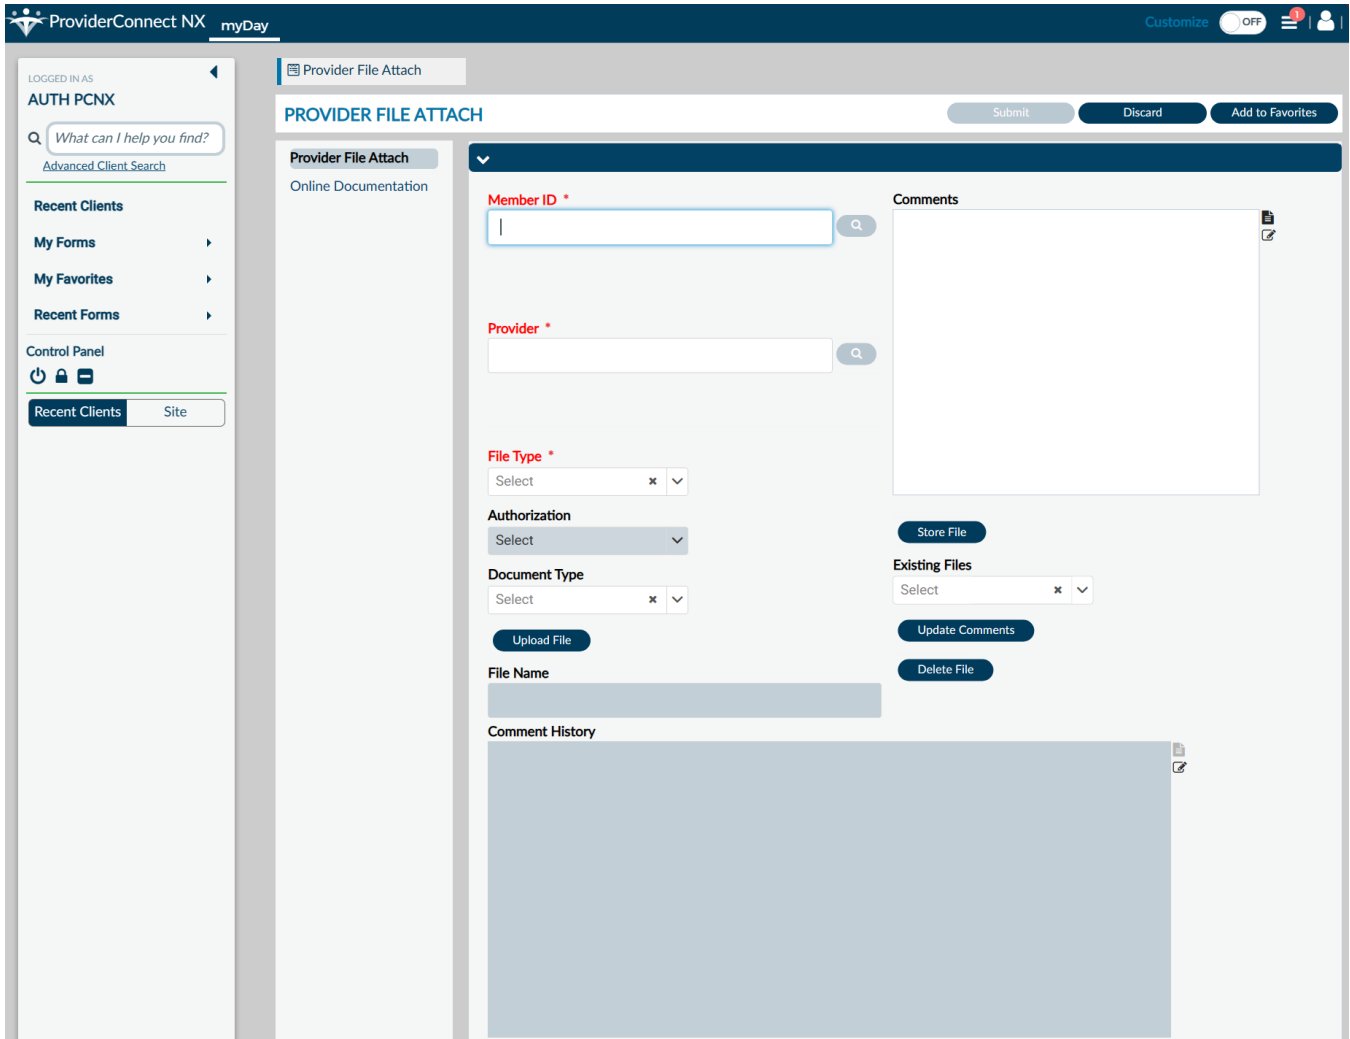 ProviderConnect NX myDay
Customize OFF 1
LOGGED IN AS
AUTH PCNX
What can I help you find?
Advanced Client Search
Recent Clients
My Forms
My Favorites
Recent Forms
Control Panel
Recent Clients Site
Provider File Attach
PROVIDER FILE ATTACH
Submit Discard Add to Favorites
Provider File Attach
Online Documentation
Member ID *
Provider *
File Type *
Select
Authorization
Select
Document Type
Select
Upload File
File Name
Comment History
Comments
Store File
Existing Files
Select
Update Comments
Delete File